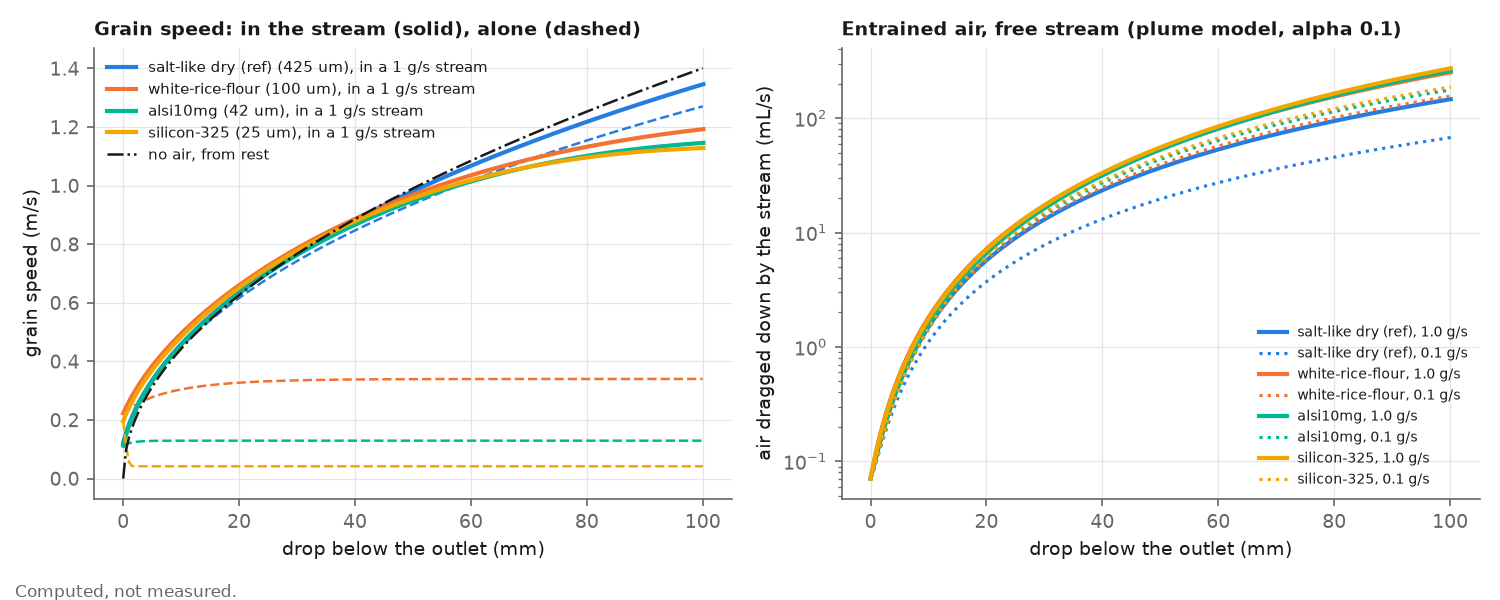 Grain speed: in the stream (solid), alone (dashed)
grain speed (m/s)
1.4
1.2
1.0
0.8
0.6
0.4
0.2
0.0
salt-like dry (ref) (425 um), in a 1 g/s stream
white-rice-flour (100 um), in a 1 g/s stream
alsi10mg (42 um), in a 1 g/s stream
silicon-325 (25 um), in a 1 g/s stream
no air, from rest
0 20 40 60 80 100
drop below the outlet (mm)
Entrained air, free stream (plume model, alpha 0.1)
air dragged down by the stream (mL/s)
10²
10¹
10⁰
10⁻¹
salt-like dry (ref), 1.0 g/s
salt-like dry (ref), 0.1 g/s
white-rice-flour, 1.0 g/s
white-rice-flour, 0.1 g/s
alsi10mg, 1.0 g/s
alsi10mg, 0.1 g/s
silicon-325, 1.0 g/s
silicon-325, 0.1 g/s
0 20 40 60 80 100
drop below the outlet (mm)
Computed, not measured.